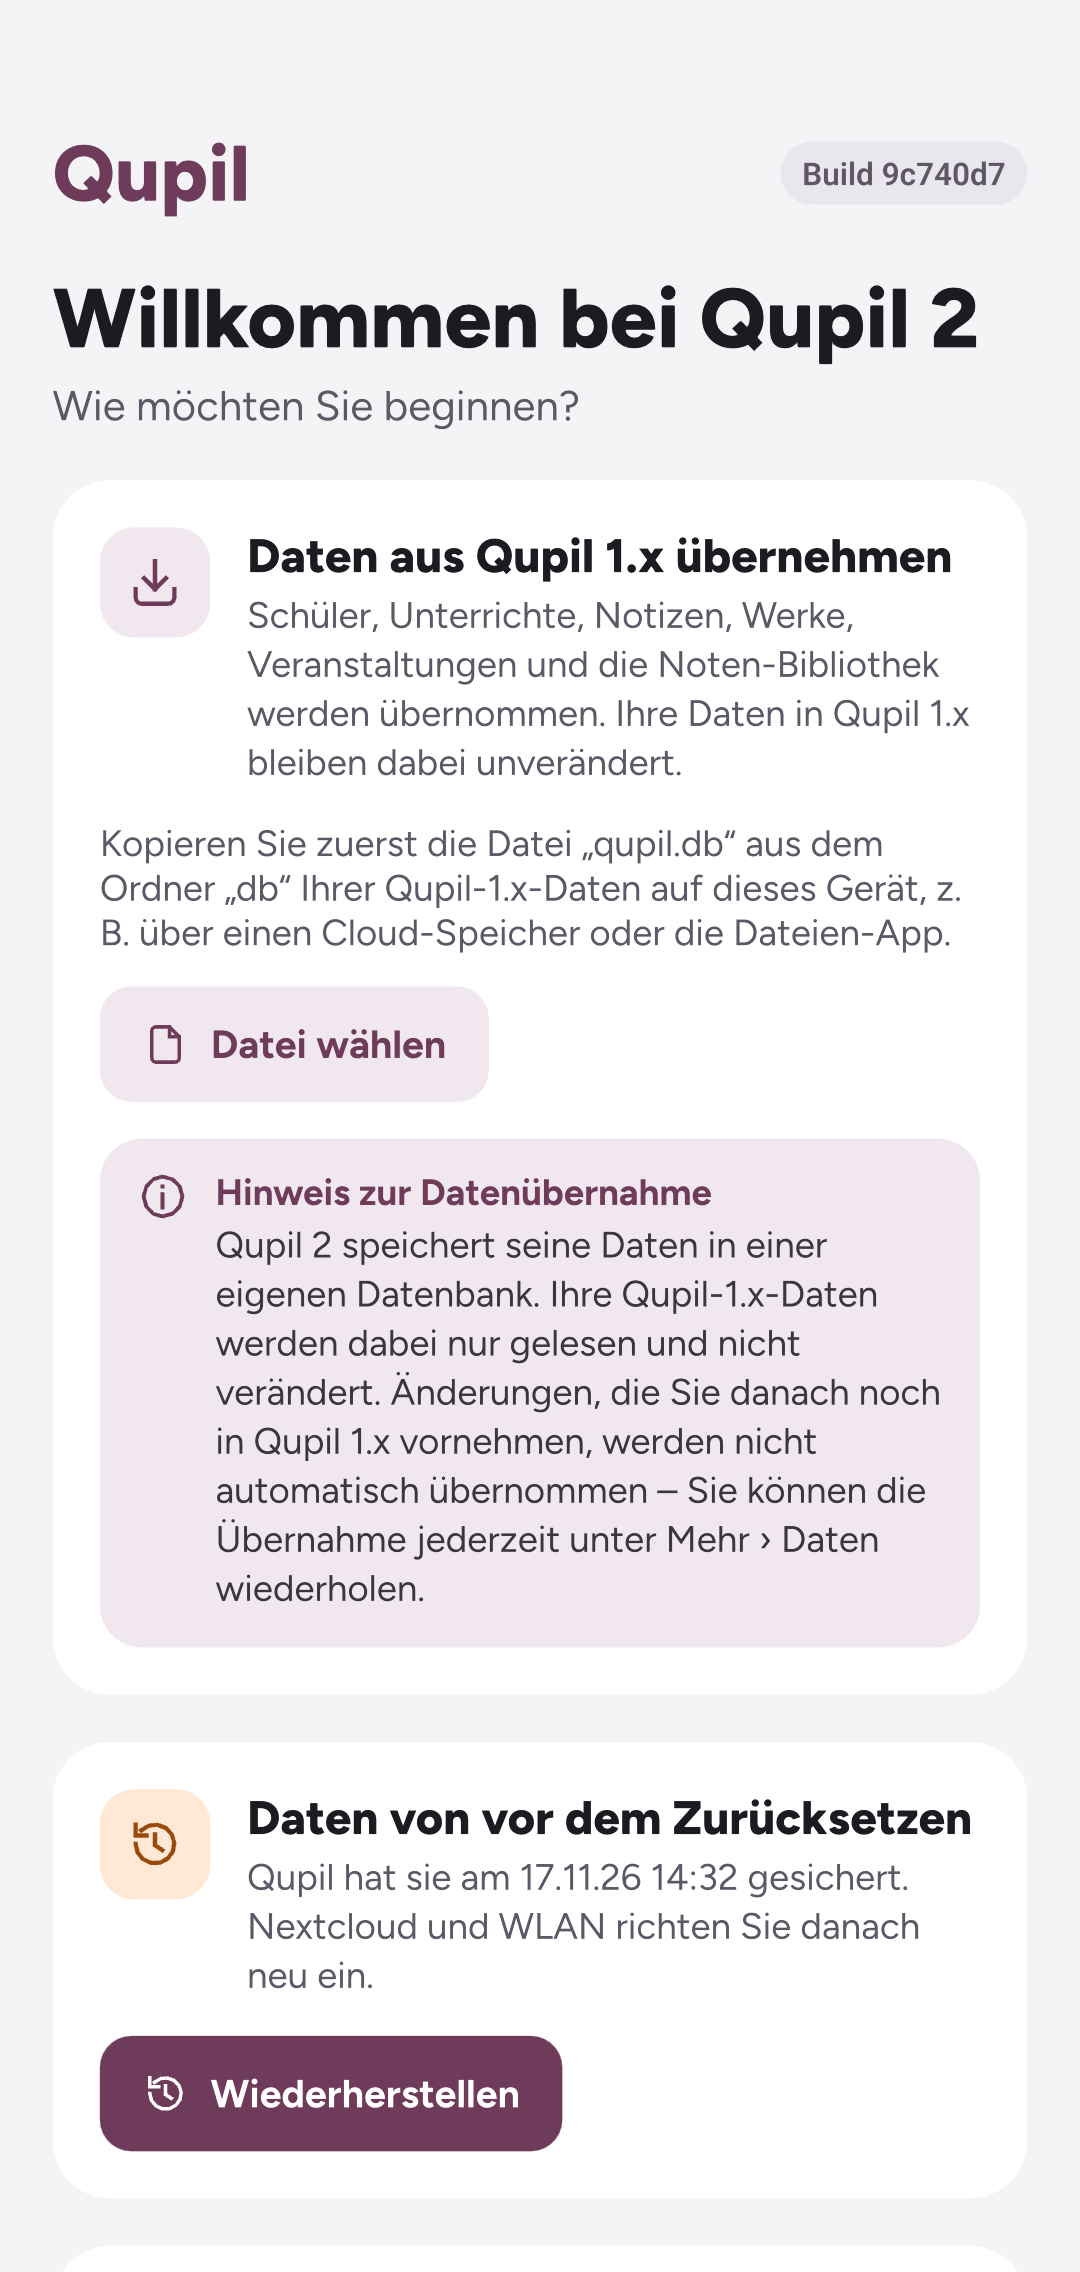 Qupil
Build 9c740d7
Willkommen bei Qupil 2
Wie möchten Sie beginnen?
Daten aus Qupil 1.x übernehmen
Schüler, Unterrichte, Notizen, Werke,
Veranstaltungen und die Noten-Bibliothek
werden übernommen. Ihre Daten in Qupil 1.x
bleiben dabei unverändert.
Kopieren Sie zuerst die Datei „qupil.db“ aus dem
Ordner „db“ Ihrer Qupil-1.x-Daten auf dieses Gerät, z.
B. über einen Cloud-Speicher oder die Dateien-App.
Datei wählen
Hinweis zur Datenübernahme
Qupil 2 speichert seine Daten in einer
eigenen Datenbank. Ihre Qupil-1.x-Daten
werden dabei nur gelesen und nicht
verändert. Änderungen, die Sie danach noch
in Qupil 1.x vornehmen, werden nicht
automatisch übernommen – Sie können die
Übernahme jederzeit unter Mehr › Daten
wiederholen.
Daten von vor dem Zurücksetzen
Qupil hat sie am 17.11.26 14:32 gesichert.
Nextcloud und WLAN richten Sie danach
neu ein.
Wiederherstellen